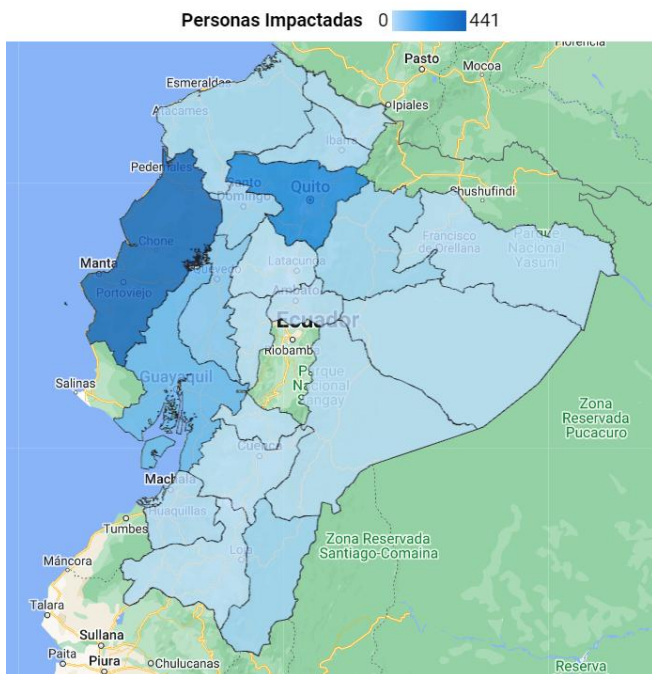 Personas Impactadas 0 441
Florencia
Pasto
Mocoa
Esmeraldas
Ipiales
Atacames
Ibarra
Pedernales
Shushufindi
Santo
Domingo
Quito
Chone
Francisco
de Orellana
Parque
Nacional
Yasuní
Manta
Quevedo
Latacunga
Portoviejo
Ambato
Ecuador
Riobamba
Salinas
Guayaquil
Parque
Nacional
Sangay
Zona
Reservada
Pucacuro
Cuenca
Machala
Huaquillas
Tumbes
Zona Reservada
Santiago-Comaina
Loja
Máncora
Talara
Sullana
Paita
Piura
Chulucanas
Reserva